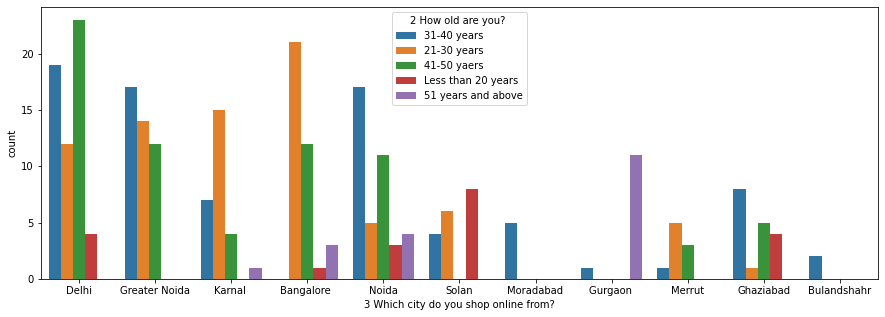 2 How old are you?
31-40 years
21-30 years
41-50 yaers
Less than 20 years
51 years and above
20
15
10
5
0
count
Delhi Greater Noida Karnal Bangalore Noida Solan Moradabad Gurgaon Merrut Ghaziabad Bulandshahr
3 Which city do you shop online from?